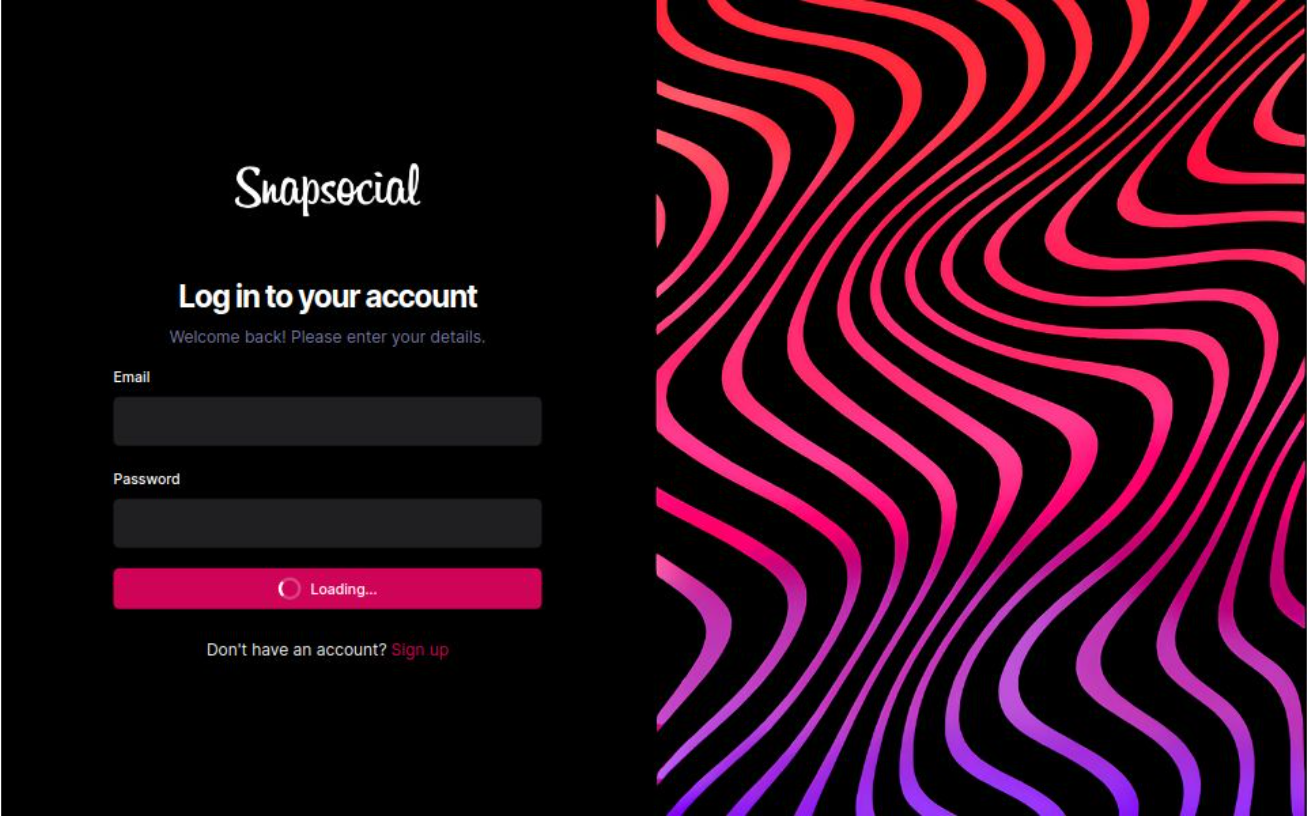 Snapsocial
Log in to your account
Welcome back! Please enter your details.
Email
Password
Loading...
Don't have an account? Sign up